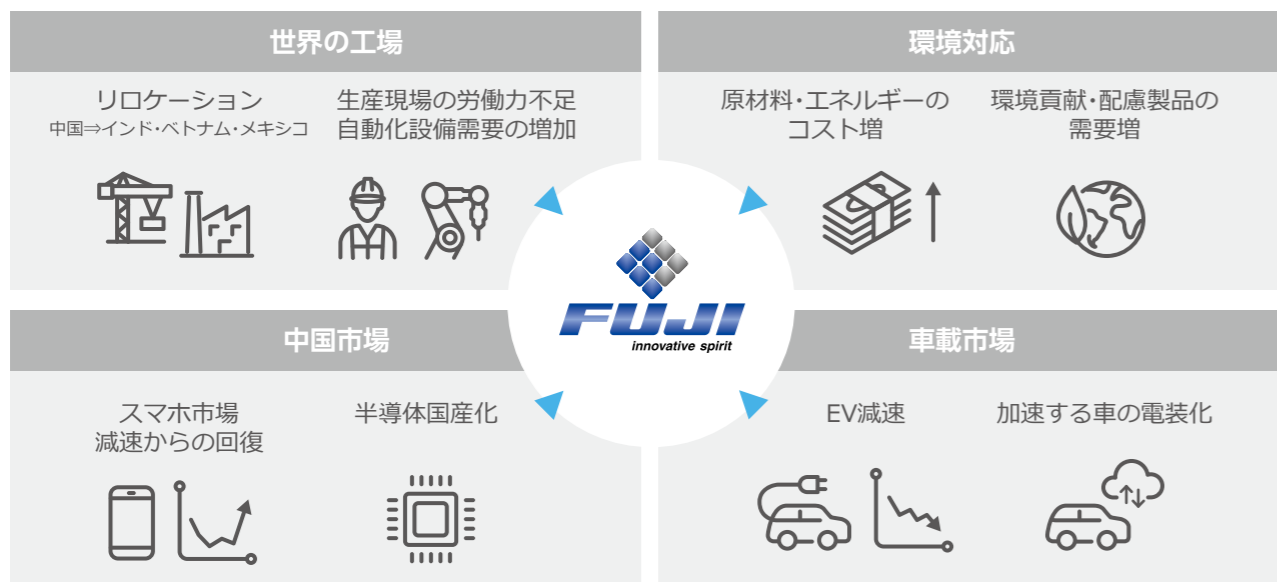 世界の工場
リロケーション
中国⇒インド・ベトナム・メキシコ
生産現場の労働力不足
自動化設備需要の増加
環境対応
原材料・エネルギーの
コスト増
環境貢献・配慮製品の
需要増
FUJI
innovative spirit
中国市場
スマホ市場
減速からの回復
半導体国産化
車載市場
EV減速
加速する車の電装化